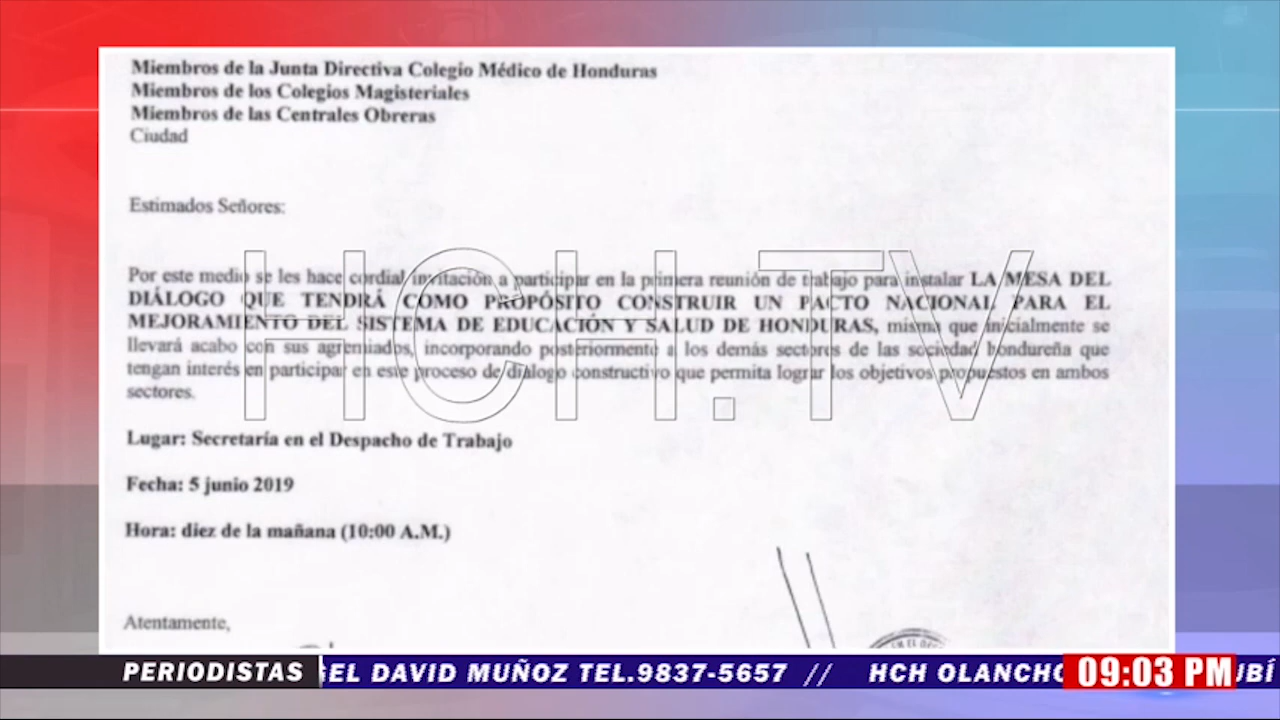 Miembros de la Junta Directiva Colegio Médico de Honduras
Miembros de los Colegios Magisteriales
Miembros de las Centrales Obreras
Ciudad
Estimados Señores:
Por este medio se les hace cordial invitación a participar en la primera reunión de trabajo para instalar LA MESA DEL
DIÁLOGO QUE TENDRÁ COMO PROPÓSITO CONSTRUIR UN PACTO NACIONAL PARA EL
MEJORAMIENTO DEL SISTEMA DE EDUCACIÓN Y SALUD DE HONDURAS, misma que inicialmente se
llevará acabo con sus agremiados, incorporando posteriormente a los demás sectores de las sociedad hondureña que
tengan interés en participar en este proceso de diálogo constructivo que permita lograr los objetivos propuestos en ambos
sectores.
HCH.TV
Lugar: Secretaría en el Despacho de Trabajo
Fecha: 5 junio 2019
Hora: diez de la mañana (10:00 A.M.)
Atentamente,
PERIODISTAS GEL DAVID MUÑOZ TEL.9837-5657 // HCH OLANCHO 09:03 PM UBÍ